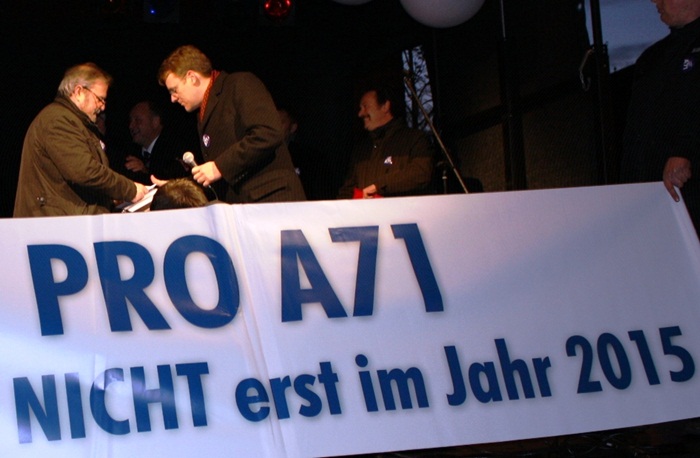 PRO A71
NICHT erst im Jahr 2015